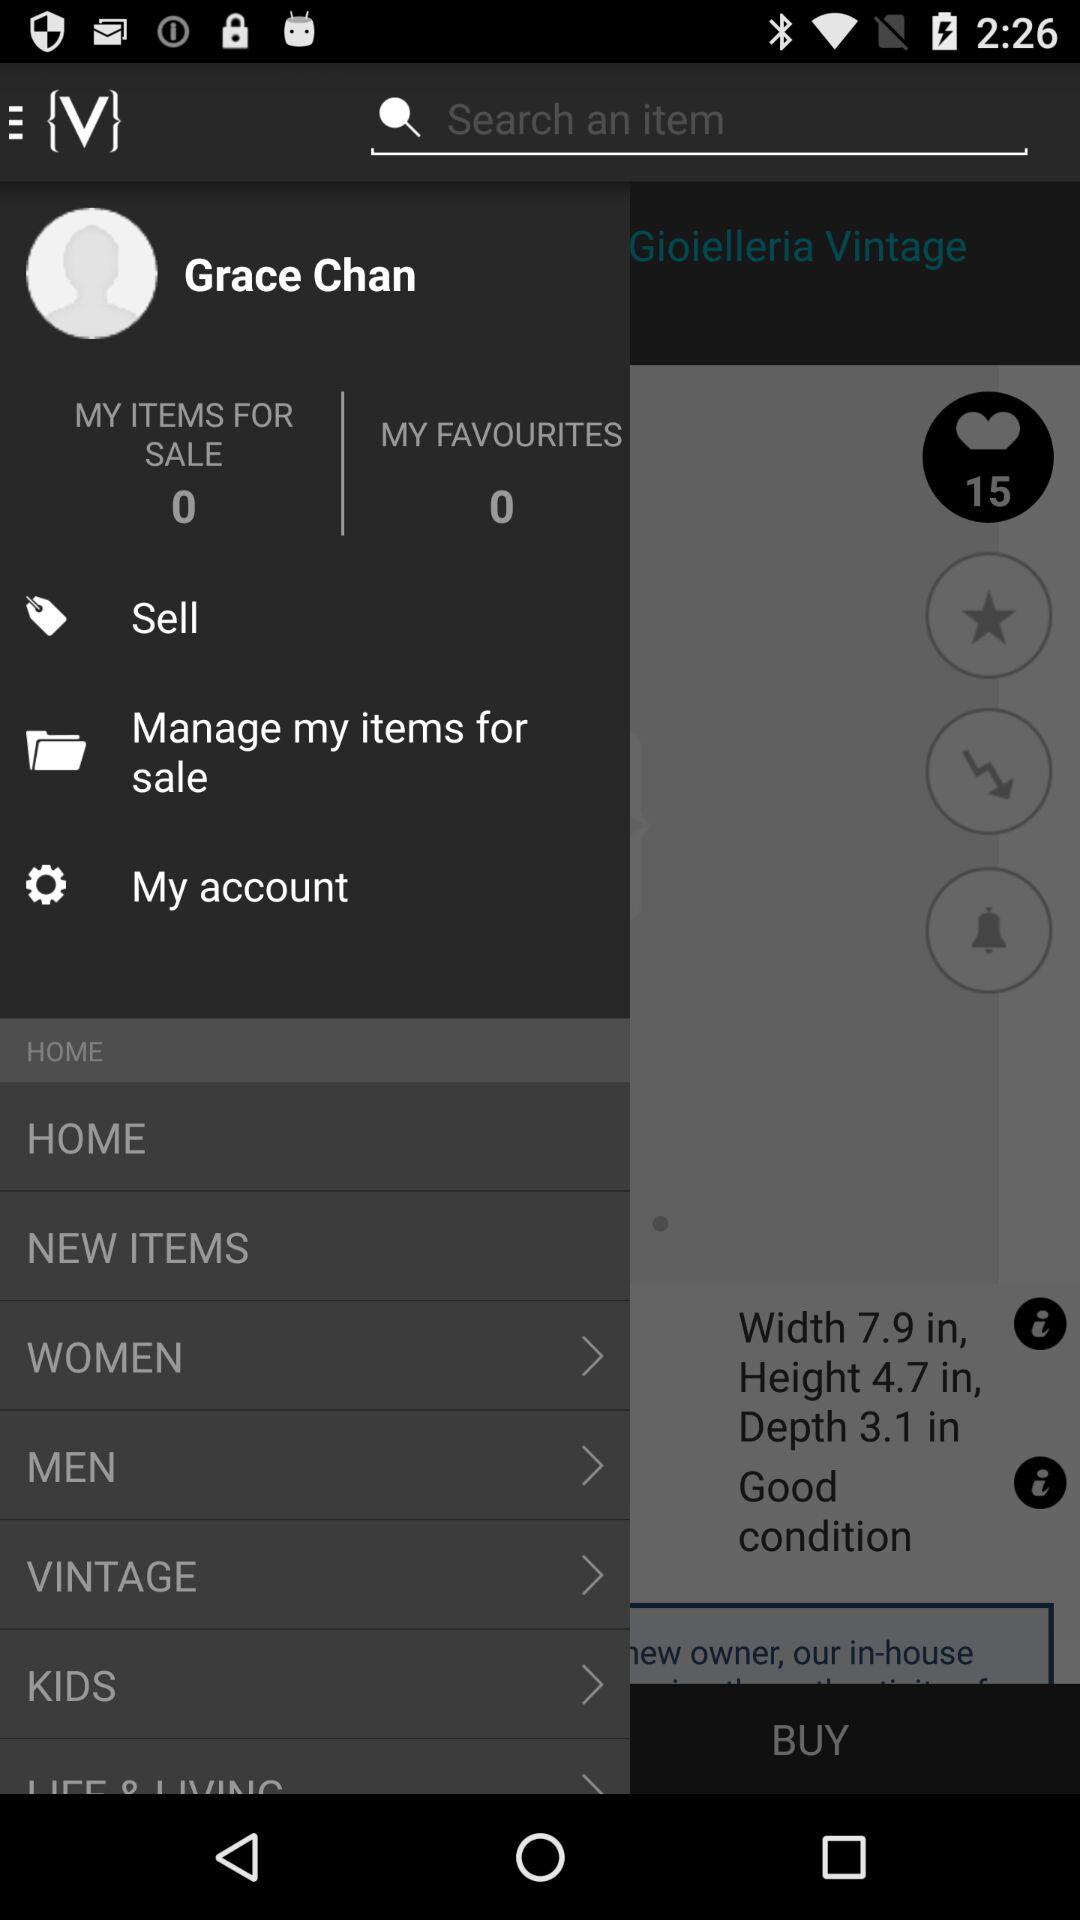 2:26
{V}
Search an item
Gioielleria Vintage
Grace Chan
MY ITEMS FOR
SALE
0
MY FAVOURITES
0
15
Sell
Manage my items for
sale
My account
HOME
HOME
NEW ITEMS
WOMEN
MEN
VINTAGE
KIDS
LIFE & LIVING
Width 7.9 in,
Height 4.7 in,
Depth 3.1 in
Good
condition
new owner, our in-house
BUY